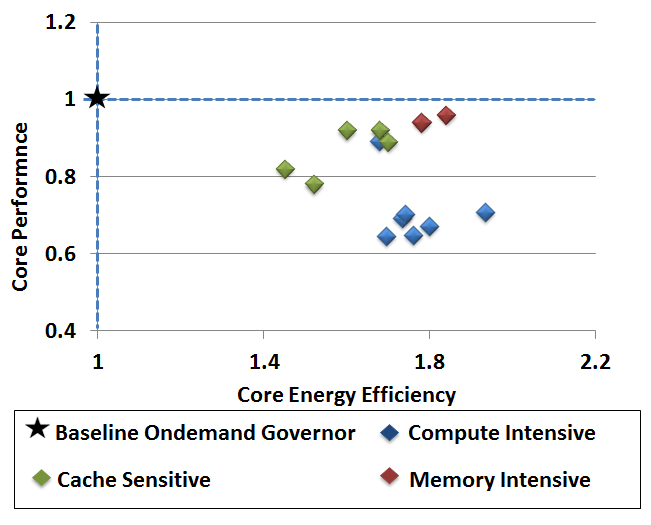 1.2
1
0.8
0.6
0.4
Core Performnce
1
1.4
1.8
2.2
Core Energy Efficiency
Baseline Ondemand Governor
Compute Intensive
Cache Sensitive
Memory Intensive